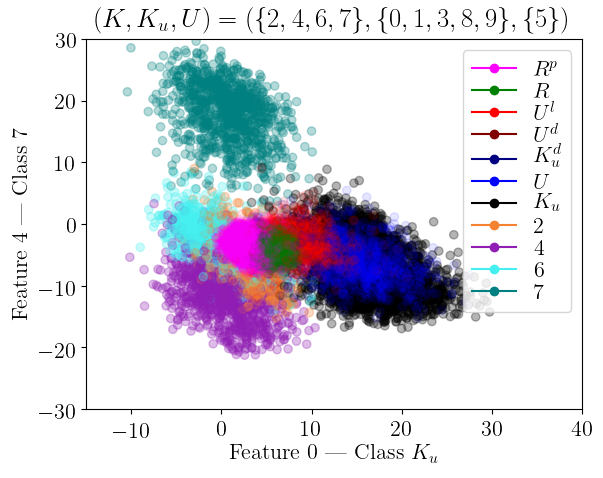 (K, K_u, U) = ({2, 4, 6, 7}, {0, 1, 3, 8, 9}, {5})
30
20
10
0
−10
−20
−30
Feature 4 — Class 7
R^p
R
U^l
U^d
K_u^d
U
K_u
2
4
6
7
−10
0
10
20
30
40
Feature 0 — Class K_u